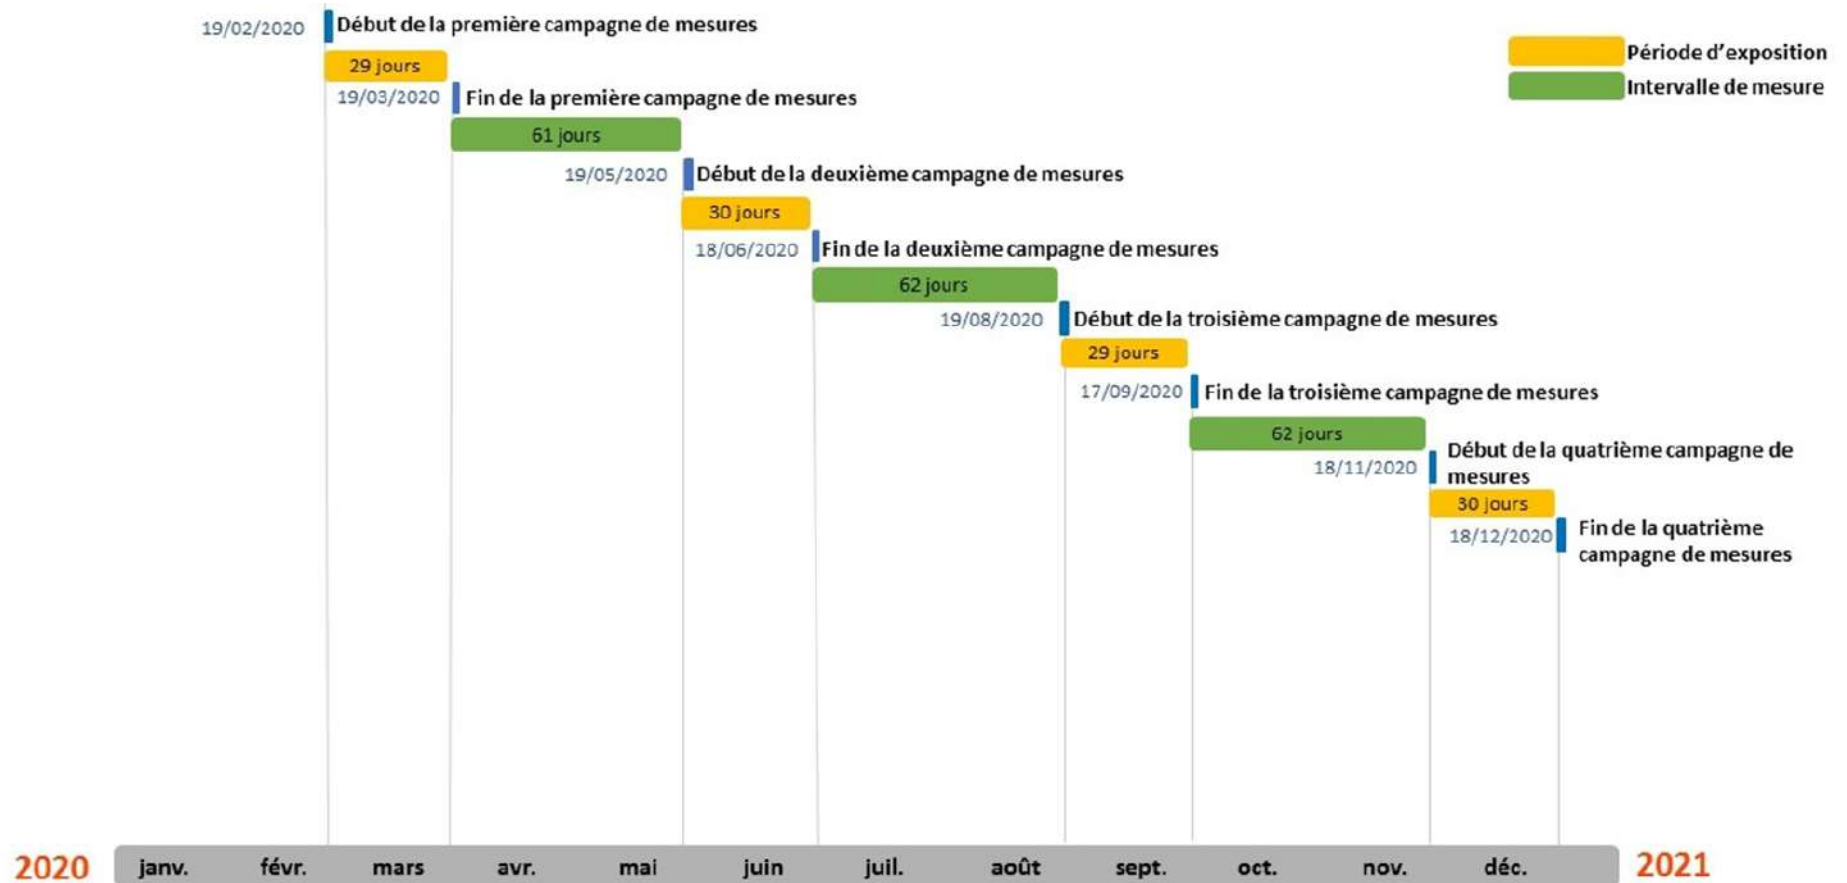 19/02/2020 Début de la première campagne de mesures
Période d'exposition
29 jours
Intervalle de mesure
19/03/2020 Fin de la première campagne de mesures
61 jours
19/05/2020 Début de la deuxième campagne de mesures
30 jours
18/06/2020 Fin de la deuxième campagne de mesures
62 jours
19/08/2020 Début de la troisième campagne de mesures
29 jours
17/09/2020 Fin de la troisième campagne de mesures
62 jours
18/11/2020 Début de la quatrième campagne de
mesures
30 jours
18/12/2020 Fin de la quatrième
campagne de mesures
2020 janv. févr. mars avr. mai juin juil. août sept. oct. nov. déc. 2021